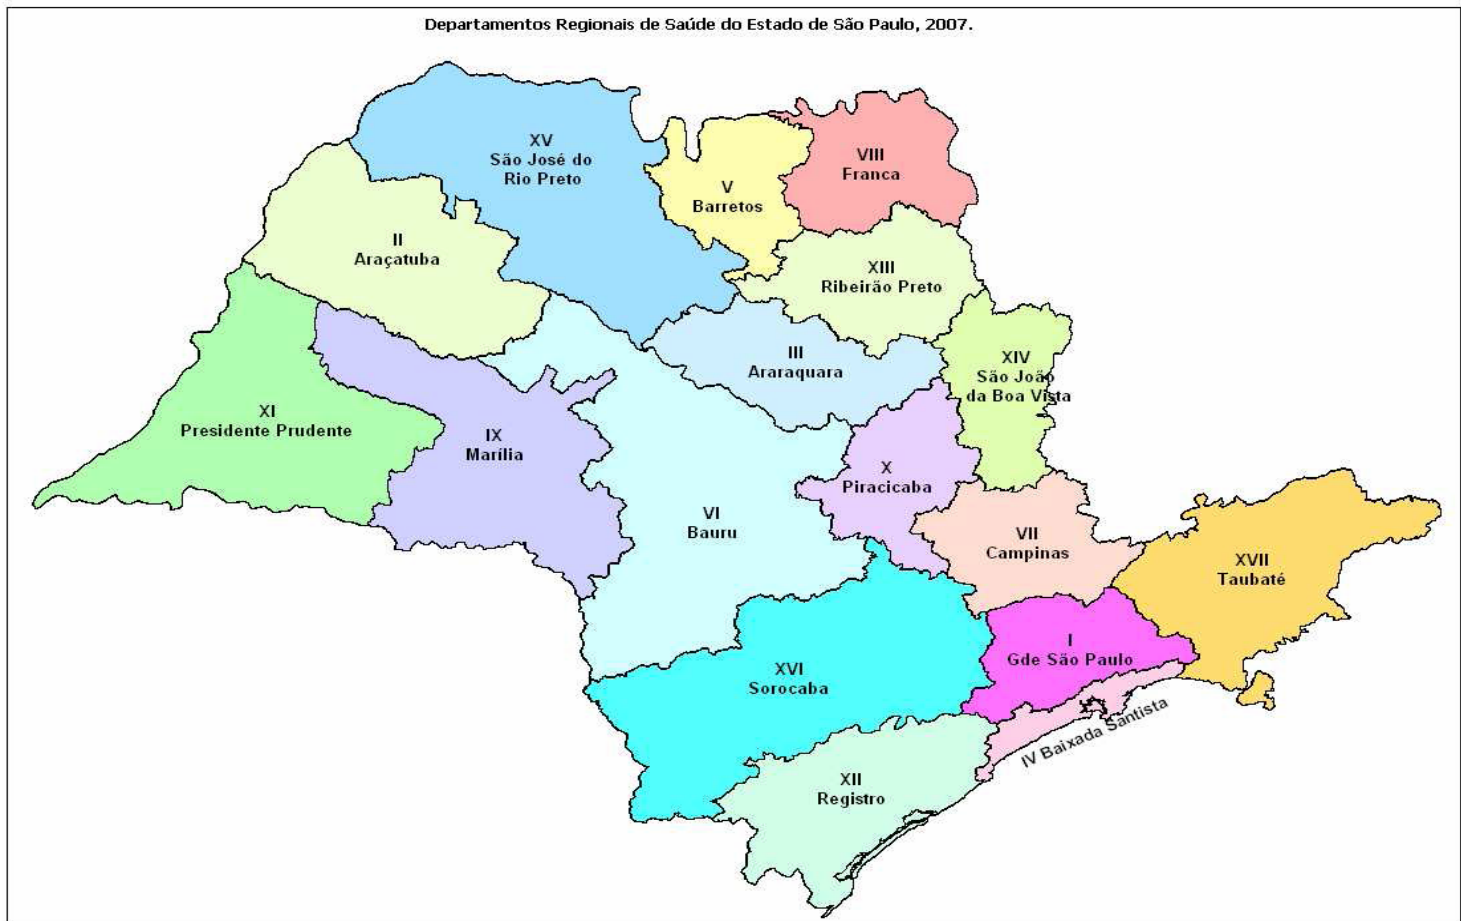 Departamentos Regionais de Saúde do Estado de São Paulo, 2007.
XV
São José do
Rio Preto
VIII
Franca
V
Barretos
II
Araçatuba
XIII
Ribeirão Preto
III
Araraquara
XIV
São João
da Boa Vista
XI
Presidente Prudente
IX
Marília
X
Piracicaba
VI
Bauru
VII
Campinas
XVII
Taubaté
I
Gde São Paulo
XVI
Sorocaba
IV Baixada Santista
XII
Registro